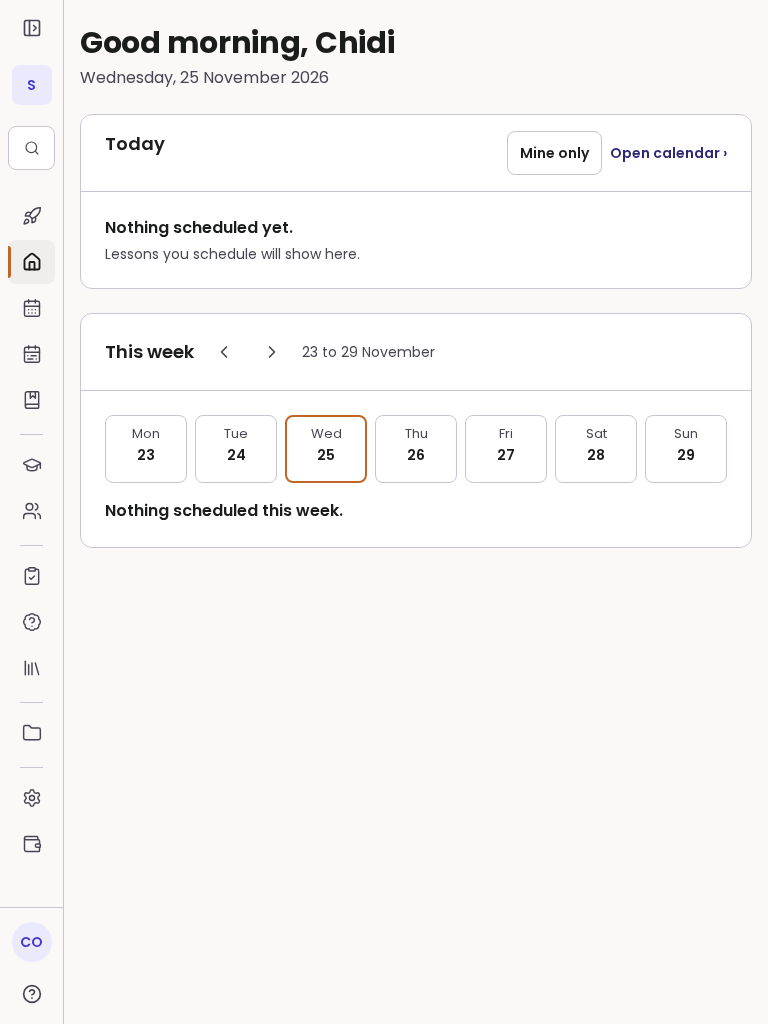 S
Good morning, Chidi
Wednesday, 25 November 2026
Today
Mine only
Open calendar ›
Nothing scheduled yet.
Lessons you schedule will show here.
This week
23 to 29 November
Mon
23
Tue
24
Wed
25
Thu
26
Fri
27
Sat
28
Sun
29
Nothing scheduled this week.
CO